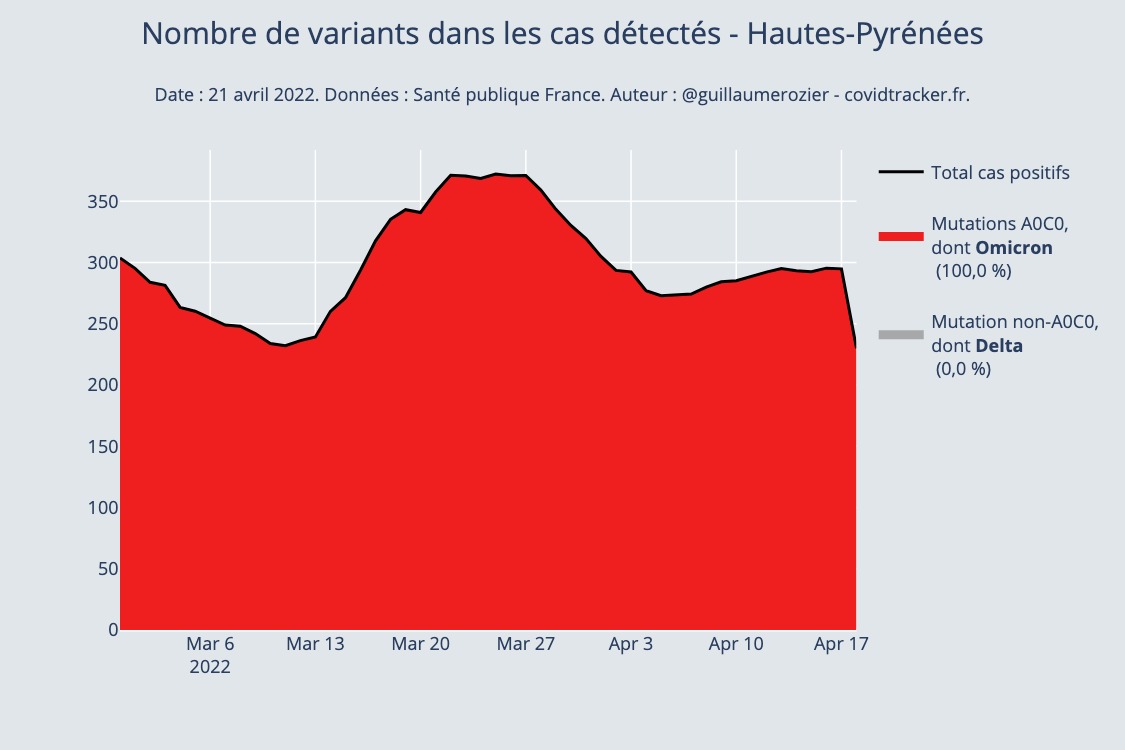 Nombre de variants dans les cas détectés - Hautes-Pyrénées
Date : 21 avril 2022. Données : Santé publique France. Auteur : @guillaumerozier - covidtracker.fr.
Total cas positifs
Mutations A0C0,
dont Omicron
(100,0 %)
Mutation non-A0C0,
dont Delta
(0,0 %)
350
300
250
200
150
100
50
0
Mar 6 Mar 13 Mar 20 Mar 27 Apr 3 Apr 10 Apr 17
2022